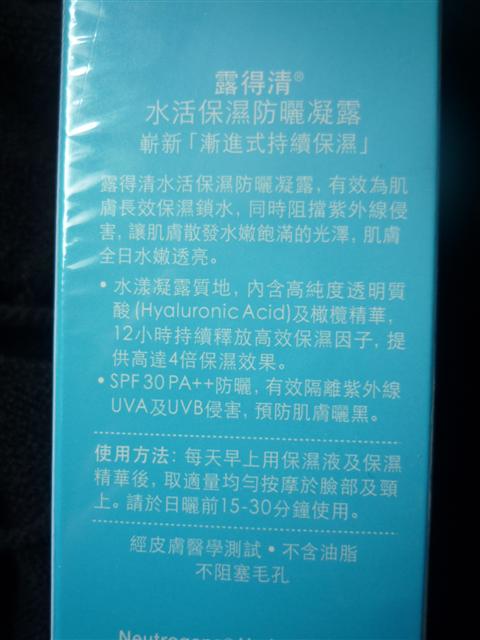 露得清®
水活保濕防曬凝露
嶄新「漸進式持續保濕」
露得清水活保濕防曬凝露, 有效為肌
膚長效保濕鎖水, 同時阻擋紫外線侵
害, 讓肌膚散發水嫩飽滿的光澤, 肌膚
全日水嫩透亮。
• 水漾凝露質地, 內含高純度透明質
酸 (Hyaluronic Acid)及橄欖精華,
12小時持續釋放高效保濕因子, 提
供高達4倍保濕效果。
• SPF 30 PA++防曬, 有效隔離紫外線
UVA及UVB侵害, 預防肌膚曬黑。
使用方法: 每天早上用保濕液及保濕
精華後, 取適量均勻按摩於臉部及頸
上。請於日曬前15-30分鐘使用。
經皮膚醫學測試 • 不含油脂
不阻塞毛孔
Neutrogena®